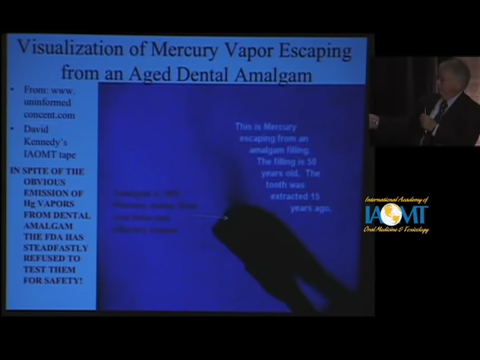 Visualization of Mercury Vapor Escaping
from an Aged Dental Amalgam
• From: www.
uninformed
concent.com
• David
Kennedy's
IAOMT tape
IN SPITE OF THE
OBVIOUS
EMISSION OF
Hg VAPORS
FROM DENTAL
AMALGAM
THE FDA HAS
STEADFASTLY
REFUSED TO
TEST THEM
FOR SAFETY!
This is Mercury
escaping from an
amalgam filling.
The filling is 50
years old. The
tooth was
extracted 15
years ago.
International Academy of
IAOMT
Oral Medicine & Toxicology